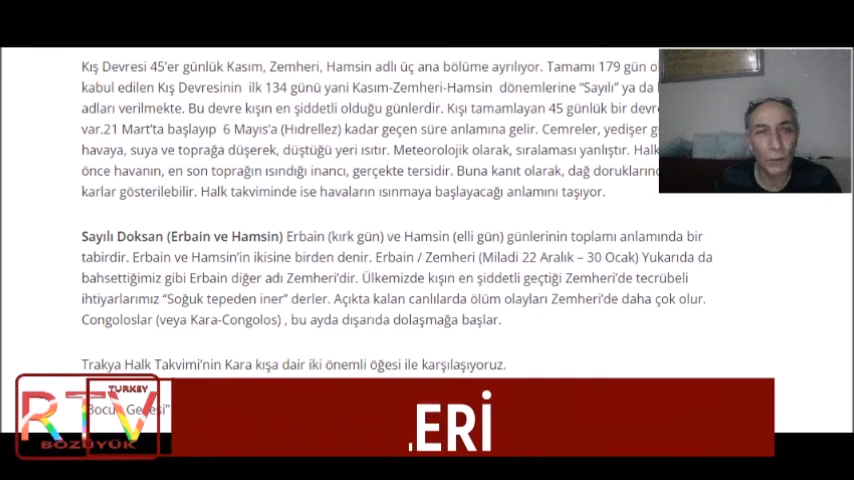 Kış Devresi 45'er günlük Kasım, Zemheri, Hamsin adlı üç ana bölüme ayrılıyor. Tamamı 179 gün
kabul edilen Kış Devresinin ilk 134 günü yani Kasım-Zemheri-Hamsin dönemlerine "Sayılı" ya da
adları verilmekte. Bu devre kışın en şiddetli olduğu günlerdir. Kışı tamamlayan 45 günlük bir
var.21 Mart'ta başlayıp 6 Mayıs'a (Hıdrellez) kadar geçen süre anlamına gelir. Cemreler, yedişer
havaya, suya ve toprağa düşerek, düştüğü yeri ısıtır. Meteorolojik olarak, sıralaması yanlıştır. Halk
önce havanın, en son toprağın ısındığı inancı, gerçekte tersidir. Buna kanıt olarak, dağ
karlar gösterilebilir. Halk takviminde ise havaların ısınmaya başlayacağı anlamını taşıyor.
Sayılı Doksan (Erbain ve Hamsin) Erbain (kırk gün) ve Hamsin (elli gün) günlerinin toplamı anlamında bir
tabirdir. Erbain ve Hamsin'in ikisine birden denir. Erbain / Zemheri (Miladi 22 Aralık – 30 Ocak) Yukarıda da
bahsettiğimiz gibi Erbain diğer adı Zemheri'dir. Ülkemizde kışın en şiddetli geçtiği Zemheri'de tecrübeli
ihtiyarlarımız "Soğuk tepeden iner" derler. Açıkta kalan canlılarda ölüm olayları Zemheri'de daha çok olur.
Congoloslar (veya Kara-Congolos) , bu ayda dışarıda dolaşmağa başlar.
Trakya Halk Takvimi'nin Kara kışa dair iki önemli öğesi ile karşılaşıyoruz.
TURKEY
RTV
BOZÜYÜK
ERİ